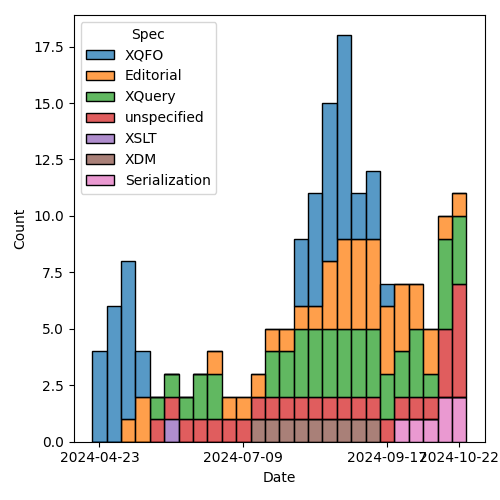 Spec
XQFO
Editorial
XQuery
unspecified
XSLT
XDM
Serialization
Count
17.5
15.0
12.5
10.0
7.5
5.0
2.5
0.0
2024-04-23
2024-07-09
2024-09-17
2024-10-22
Date